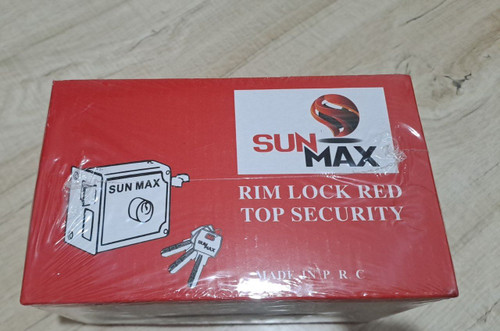 SUN
MAX
SUN MAX
RIM LOCK RED
TOP SECURITY
SUN
MAX
MADE IN P R C